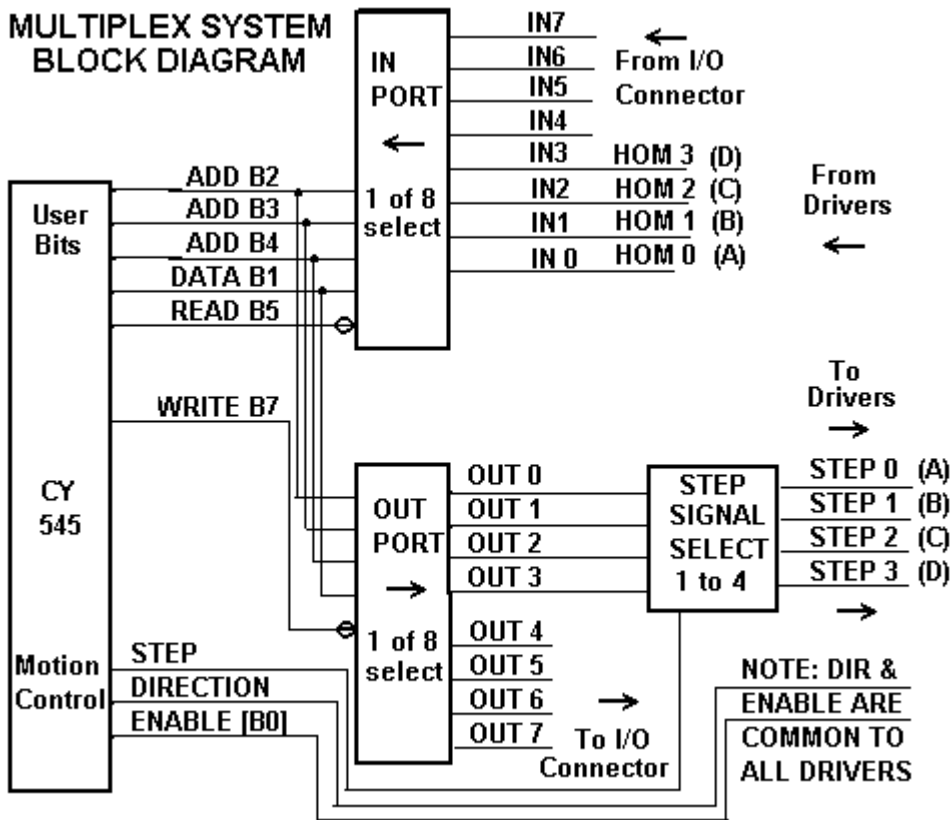 MULTIPLEX SYSTEM
BLOCK DIAGRAM
IN
PORT
1 of 8
select
IN7
IN6
IN5
IN4
IN3 HOM 3 (D)
IN2 HOM 2 (C)
IN1 HOM 1 (B)
IN 0 HOM 0 (A)
From I/O
Connector
From
Drivers
User
Bits
CY
545
Motion
Control
ADD B2
ADD B3
ADD B4
DATA B1
READ B5
WRITE B7
STEP
DIRECTION
ENABLE [B0]
OUT
PORT
1 of 8
select
OUT 0
OUT 1
OUT 2
OUT 3
OUT 4
OUT 5
OUT 6
OUT 7
To I/O
Connector
STEP
SIGNAL
SELECT
1 to 4
To
Drivers
STEP 0 (A)
STEP 1 (B)
STEP 2 (C)
STEP 3 (D)
NOTE: DIR &
ENABLE ARE
COMMON TO
ALL DRIVERS